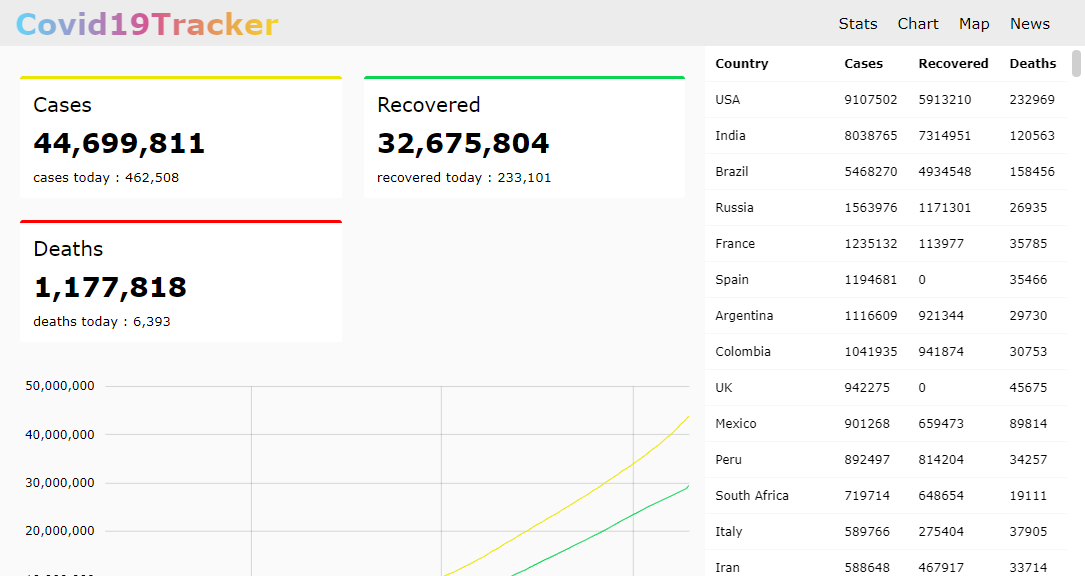 Covid19Tracker
Stats Chart Map News
Cases
44,699,811
cases today : 462,508
Recovered
32,675,804
recovered today : 233,101
Deaths
1,177,818
deaths today : 6,393
50,000,000
40,000,000
30,000,000
20,000,000
Country Cases Recovered Deaths
USA 9107502 5913210 232969
India 8038765 7314951 120563
Brazil 5468270 4934548 158456
Russia 1563976 1171301 26935
France 1235132 113977 35785
Spain 1194681 0 35466
Argentina 1116609 921344 29730
Colombia 1041935 941874 30753
UK 942275 0 45675
Mexico 901268 659473 89814
Peru 892497 814204 34257
South Africa 719714 648654 19111
Italy 589766 275404 37905
Iran 588648 467917 33714